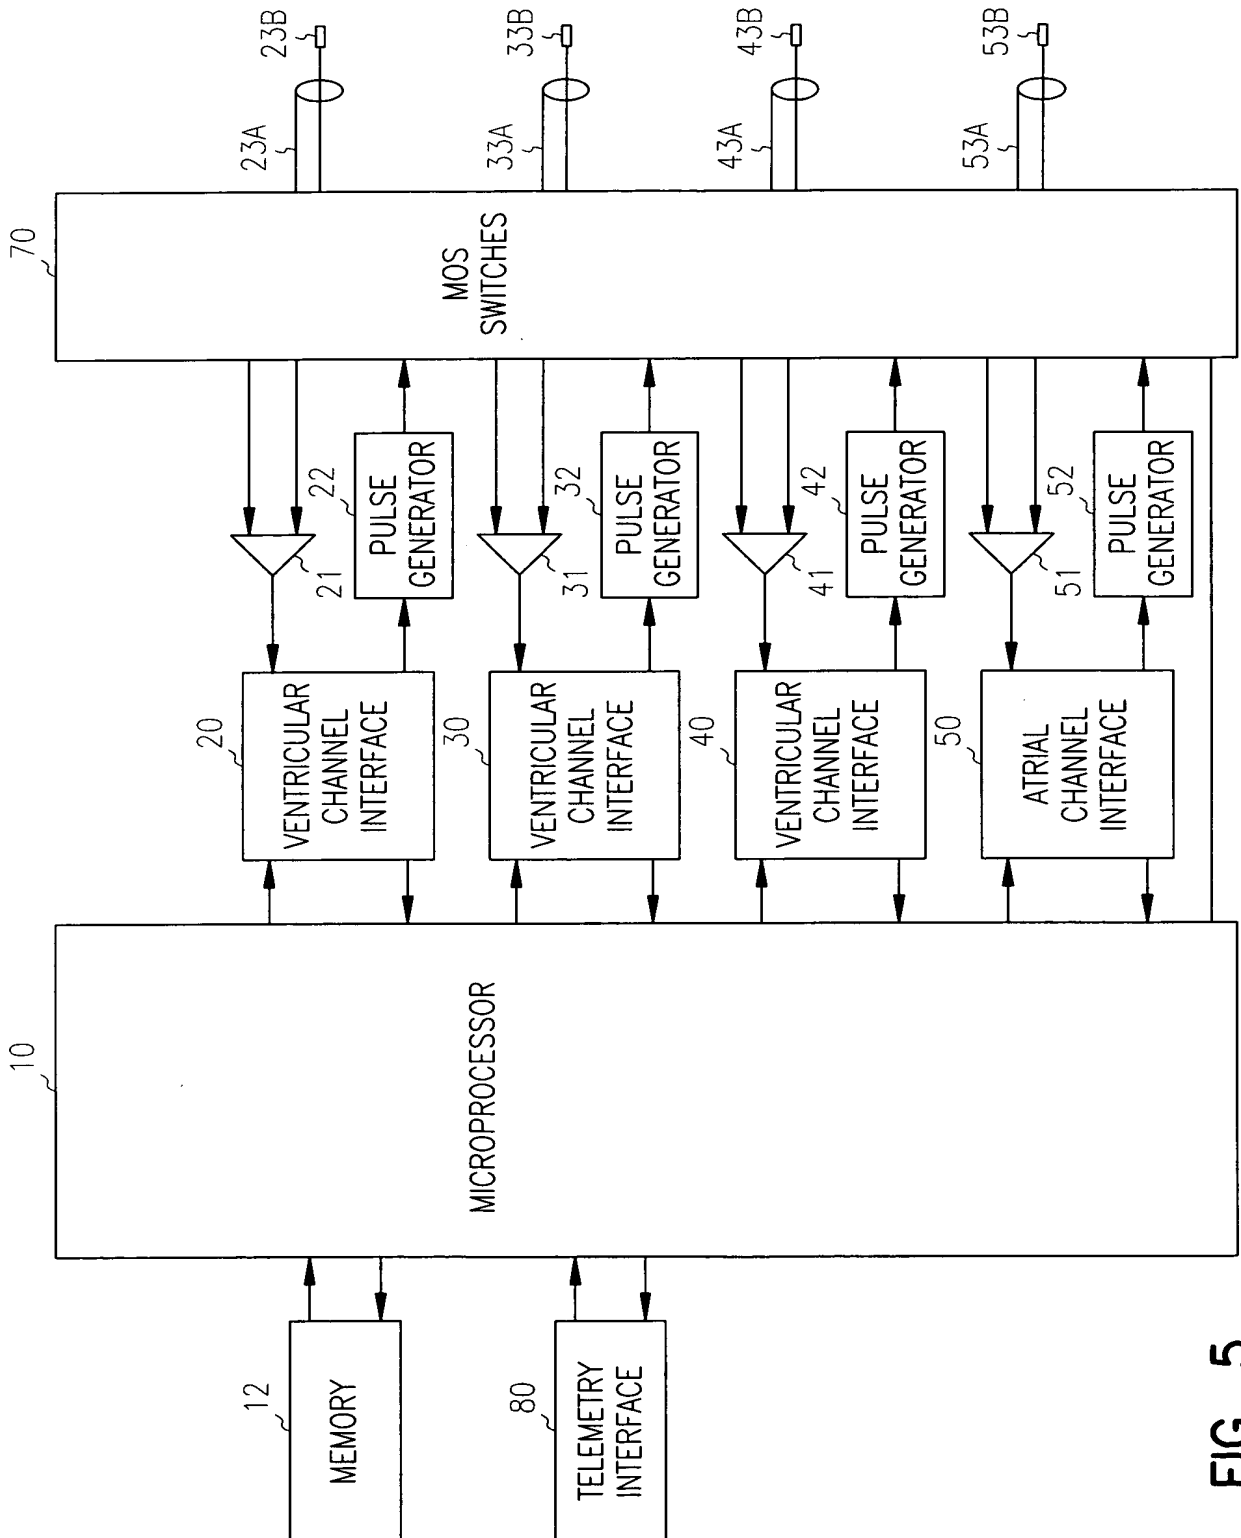 10
MICROPROCESSOR
12
MEMORY
80
TELEMETRY
INTERFACE
20
VENTRICULAR
CHANNEL
INTERFACE
21
22
PULSE
GENERATOR
30
VENTRICULAR
CHANNEL
INTERFACE
31
32
PULSE
GENERATOR
40
VENTRICULAR
CHANNEL
INTERFACE
41
42
PULSE
GENERATOR
50
ATRIAL
CHANNEL
INTERFACE
51
52
PULSE
GENERATOR
70
MOS
SWITCHES
23A
23B
33A
33B
43A
43B
53A
53B
FIG. 5